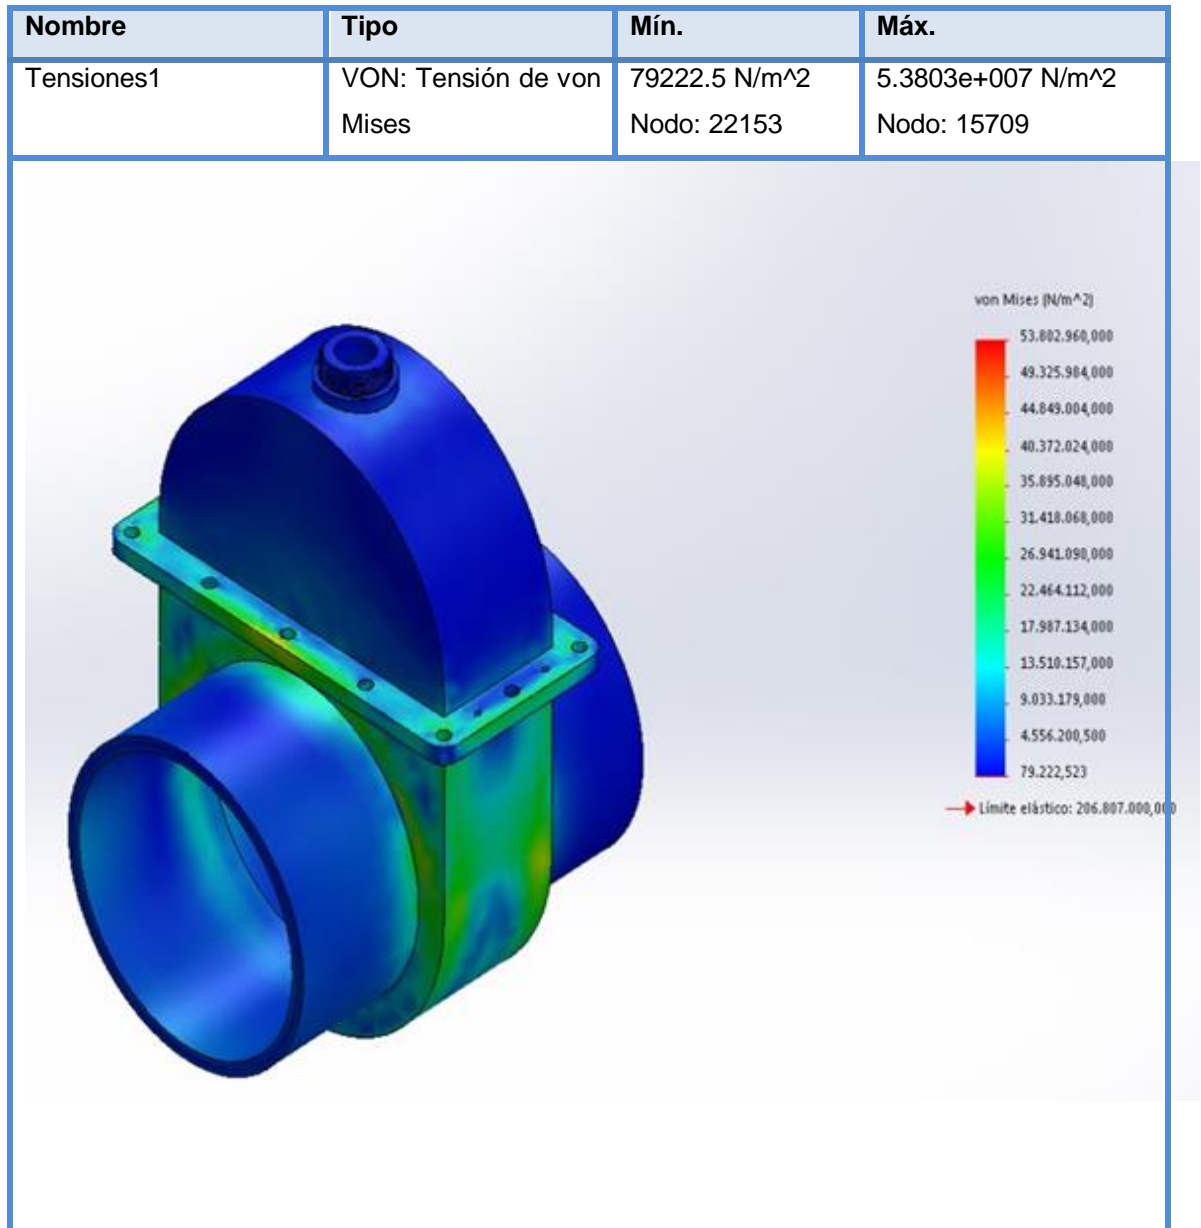 Nombre Tipo Mín. Máx.
Tensiones1 VON: Tensión de von 79222.5 N/m^2 5.3803e+007 N/m^2
Mises Nodo: 22153 Nodo: 15709
von Mises (N/m^2)
53.802.960,000
49.325.984,000
44.849.004,000
40.372.024,000
35.895.048,000
31.418.068,000
26.941.090,000
22.464.112,000
17.987.134,000
13.510.157,000
9.033.179,000
4.556.200,500
79.222,523
Límite elástico: 206.807.000,000